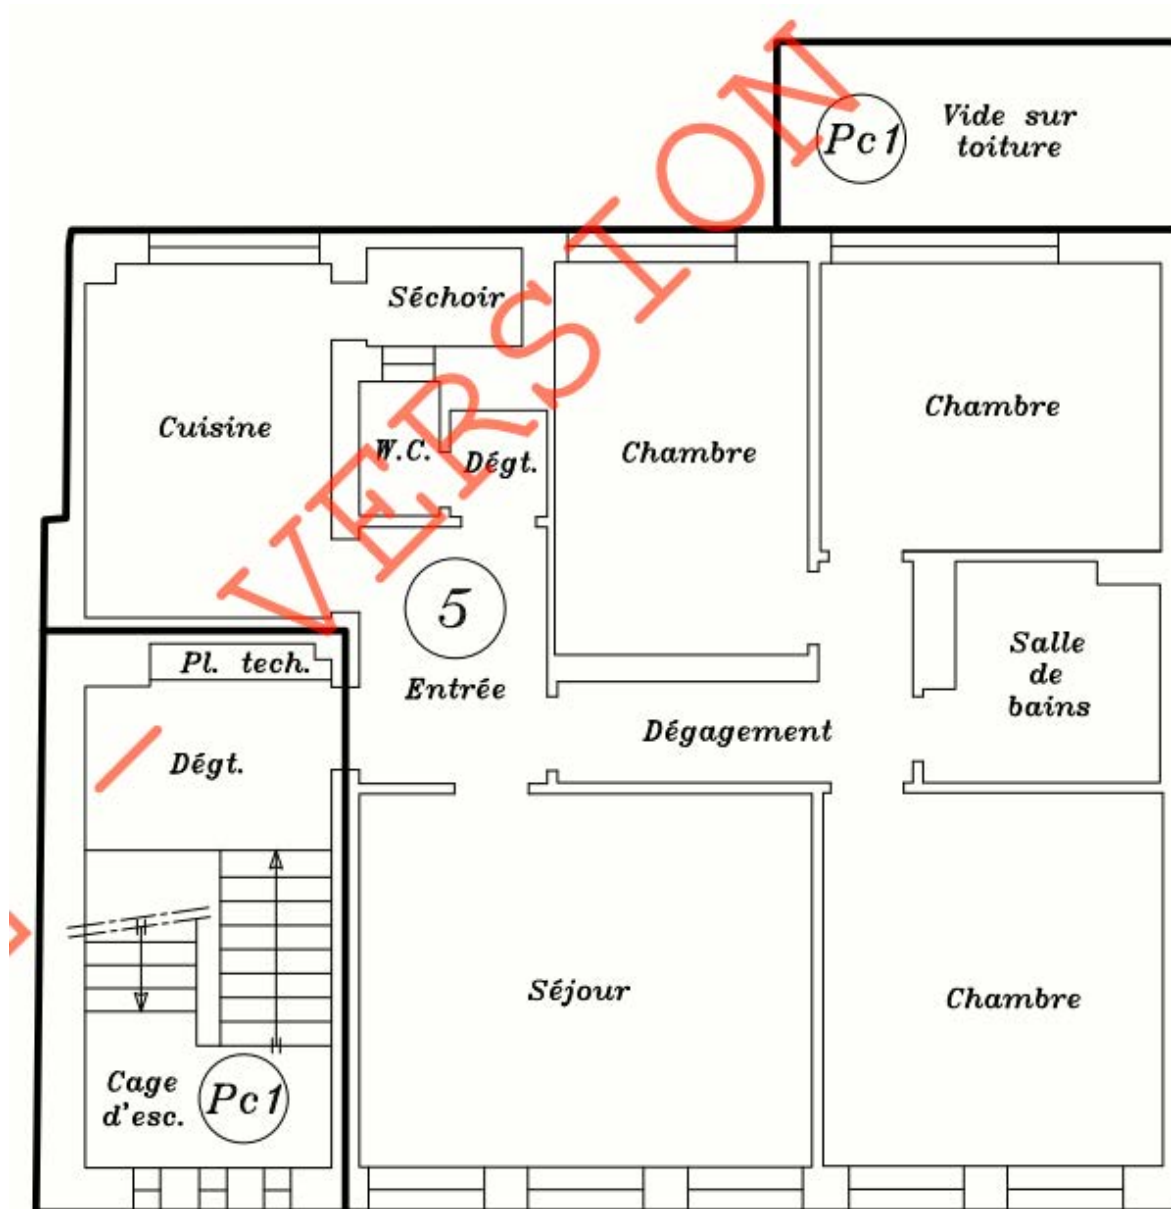 Pc1
Vide sur
toiture
VERSION
Séchoir
Cuisine
W.C.
Dégt.
Chambre
Chambre
5
Entrée
Pl. tech.
Dégt.
Dégagement
Salle
de
bains
Séjour
Chambre
Cage
d'esc.
Pc1